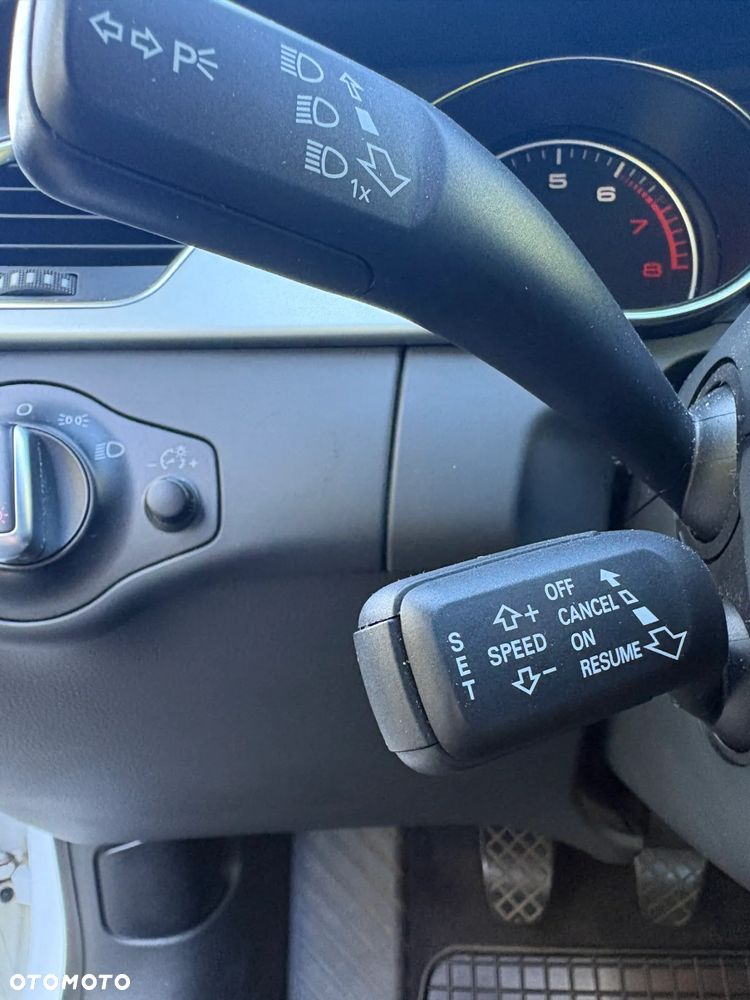 P
1x
5
6
7
8
O
- +
OFF
CANCEL
ON
RESUME
+
SPEED
-
SET
OTOMOTO